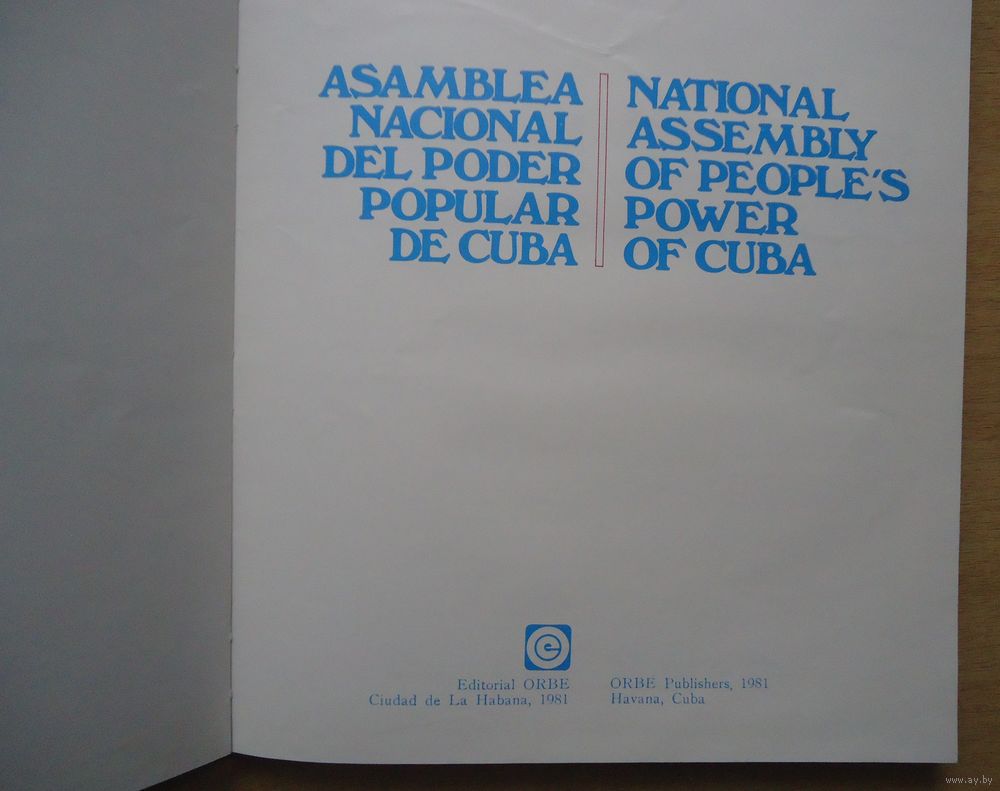 ASAMBLEA
NACIONAL
DEL PODER
POPULAR
DE CUBA
NATIONAL
ASSEMBLY
OF PEOPLE'S
POWER
OF CUBA
e
Editorial ORBE
Ciudad de La Habana, 1981
ORBE Publishers, 1981
Havana, Cuba
www.ay.by